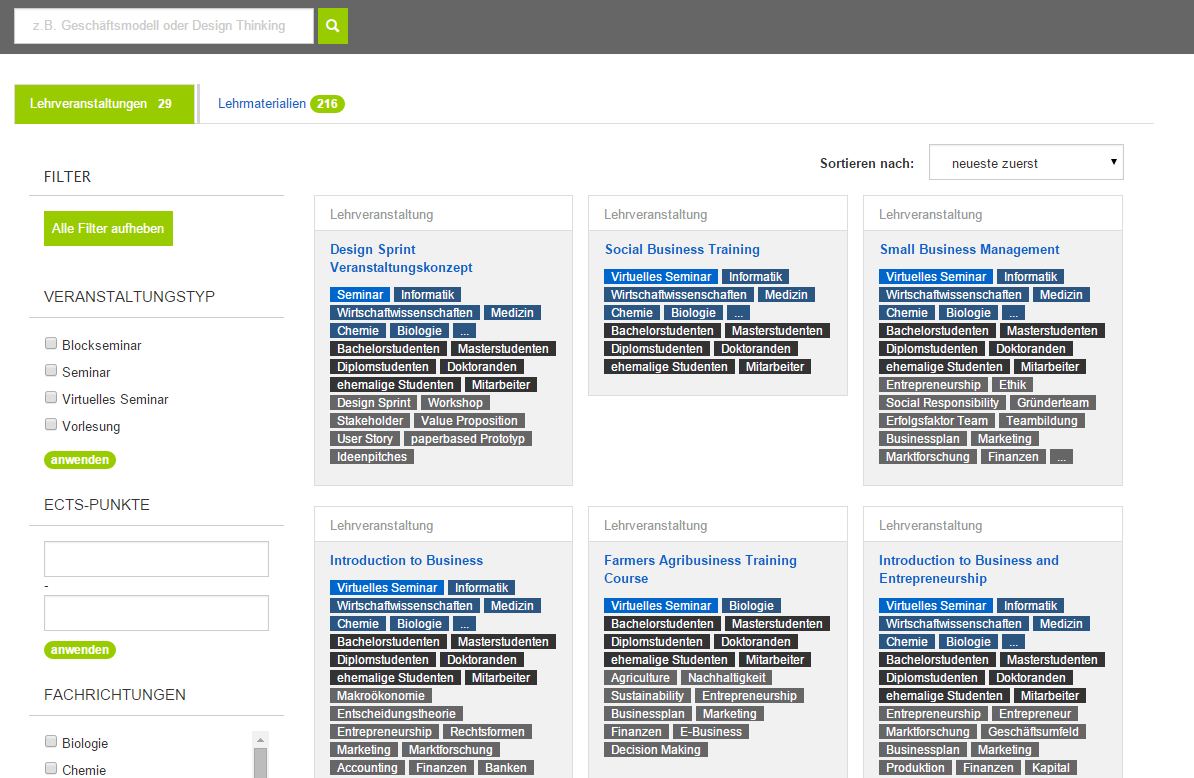 z.B. Geschäftsmodell oder Design Thinking
Lehrveranstaltungen 29
Lehrmaterialien 216
Sortieren nach: neueste zuerst
FILTER
Alle Filter aufheben
VERANSTALTUNGSTYP
Blockseminar
Seminar
Virtuelles Seminar
Vorlesung
anwenden
ECTS-PUNKTE
-
anwenden
FACHRICHTUNGEN
Biologie
Chemie
Lehrveranstaltung
Design Sprint
Veranstaltungskonzept
Seminar Informatik
Wirtschaftwissenschaften Medizin
Chemie Biologie ...
Bachelorstudenten Masterstudenten
Diplomstudenten Doktoranden
ehemalige Studenten Mitarbeiter
Design Sprint Workshop
Stakeholder Value Proposition
User Story paperbased Prototyp
Ideenpitches
Lehrveranstaltung
Social Business Training
Virtuelles Seminar Informatik
Wirtschaftwissenschaften Medizin
Chemie Biologie ...
Bachelorstudenten Masterstudenten
Diplomstudenten Doktoranden
ehemalige Studenten Mitarbeiter
Lehrveranstaltung
Small Business Management
Virtuelles Seminar Informatik
Wirtschaftwissenschaften Medizin
Chemie Biologie ...
Bachelorstudenten Masterstudenten
Diplomstudenten Doktoranden
ehemalige Studenten Mitarbeiter
Entrepreneurship Ethik
Social Responsibility Gründerteam
Erfolgsfaktor Team Teambildung
Businessplan Marketing
Marktforschung Finanzen ...
Lehrveranstaltung
Introduction to Business
Virtuelles Seminar Informatik
Wirtschaftwissenschaften Medizin
Chemie Biologie ...
Bachelorstudenten Masterstudenten
Diplomstudenten Doktoranden
ehemalige Studenten Mitarbeiter
Makroökonomie
Entscheidungstheorie
Entrepreneurship Rechtsformen
Marketing Marktforschung
Accounting Finanzen Banken
Lehrveranstaltung
Farmers Agribusiness Training
Course
Virtuelles Seminar Biologie
Bachelorstudenten Masterstudenten
Diplomstudenten Doktoranden
ehemalige Studenten Mitarbeiter
Agriculture Nachhaltigkeit
Sustainability Entrepreneurship
Businessplan Marketing
Finanzen E-Business
Decision Making
Lehrveranstaltung
Introduction to Business and
Entrepreneurship
Virtuelles Seminar Informatik
Wirtschaftwissenschaften Medizin
Chemie Biologie ...
Bachelorstudenten Masterstudenten
Diplomstudenten Doktoranden
ehemalige Studenten Mitarbeiter
Entrepreneurship Entrepreneur
Marktforschung Geschäftsumfeld
Businessplan Marketing
Produktion Finanzen Kapital